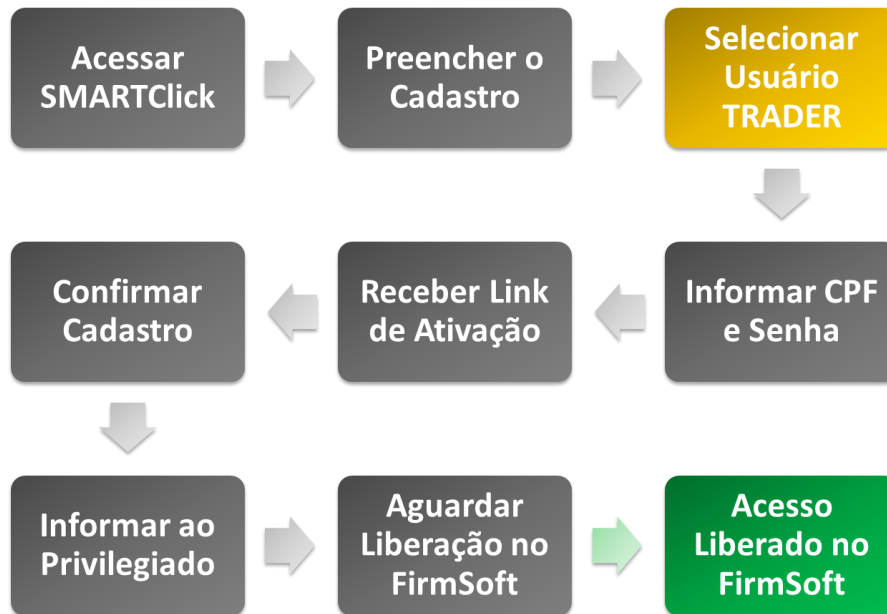 Acessar
SMARTClick
Preencher o
Cadastro
Selecionar
Usuário
TRADER
Informar CPF
e Senha
Receber Link
de Ativação
Confirmar
Cadastro
Informar ao
Privilegiado
Aguardar
Liberação no
FirmSoft
Acesso
Liberado no
FirmSoft